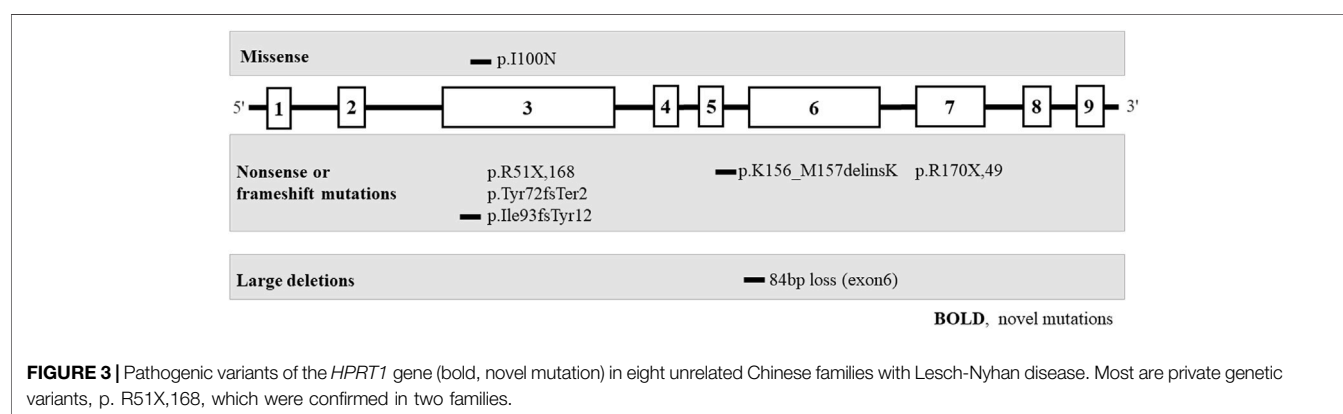 Missense
p.I100N
5' 1 2 3 4 5 6 7 8 9 3'
Nonsense or
frameshift mutations
p.R51X,168
p.Tyr72fsTer2
p.Ile93fsTyr12
p.K156_M157delinsK
p.R170X,49
Large deletions
84bp loss (exon6)
BOLD, novel mutations
FIGURE 3 | Pathogenic variants of the HPRT1 gene (bold, novel mutation) in eight unrelated Chinese families with Lesch-Nyhan disease. Most are private genetic
variants, p. R51X,168, which were confirmed in two families.